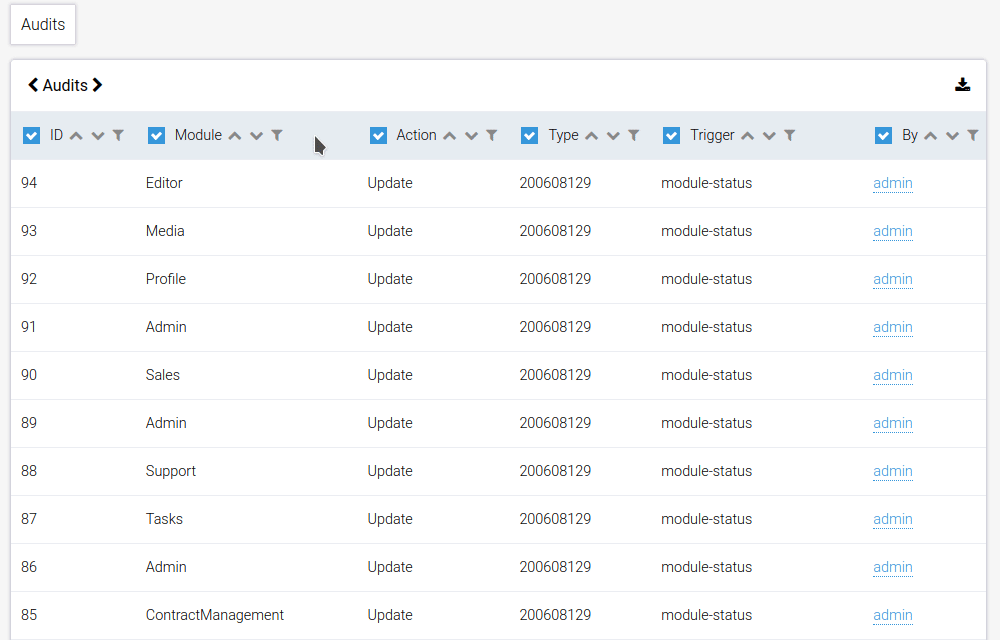 Audits
Audits
ID Module Action Type Trigger By
94 Editor Update 200608129 module-status admin
93 Media Update 200608129 module-status admin
92 Profile Update 200608129 module-status admin
91 Admin Update 200608129 module-status admin
90 Sales Update 200608129 module-status admin
89 Admin Update 200608129 module-status admin
88 Support Update 200608129 module-status admin
87 Tasks Update 200608129 module-status admin
86 Admin Update 200608129 module-status admin
85 ContractManagement Update 200608129 module-status admin